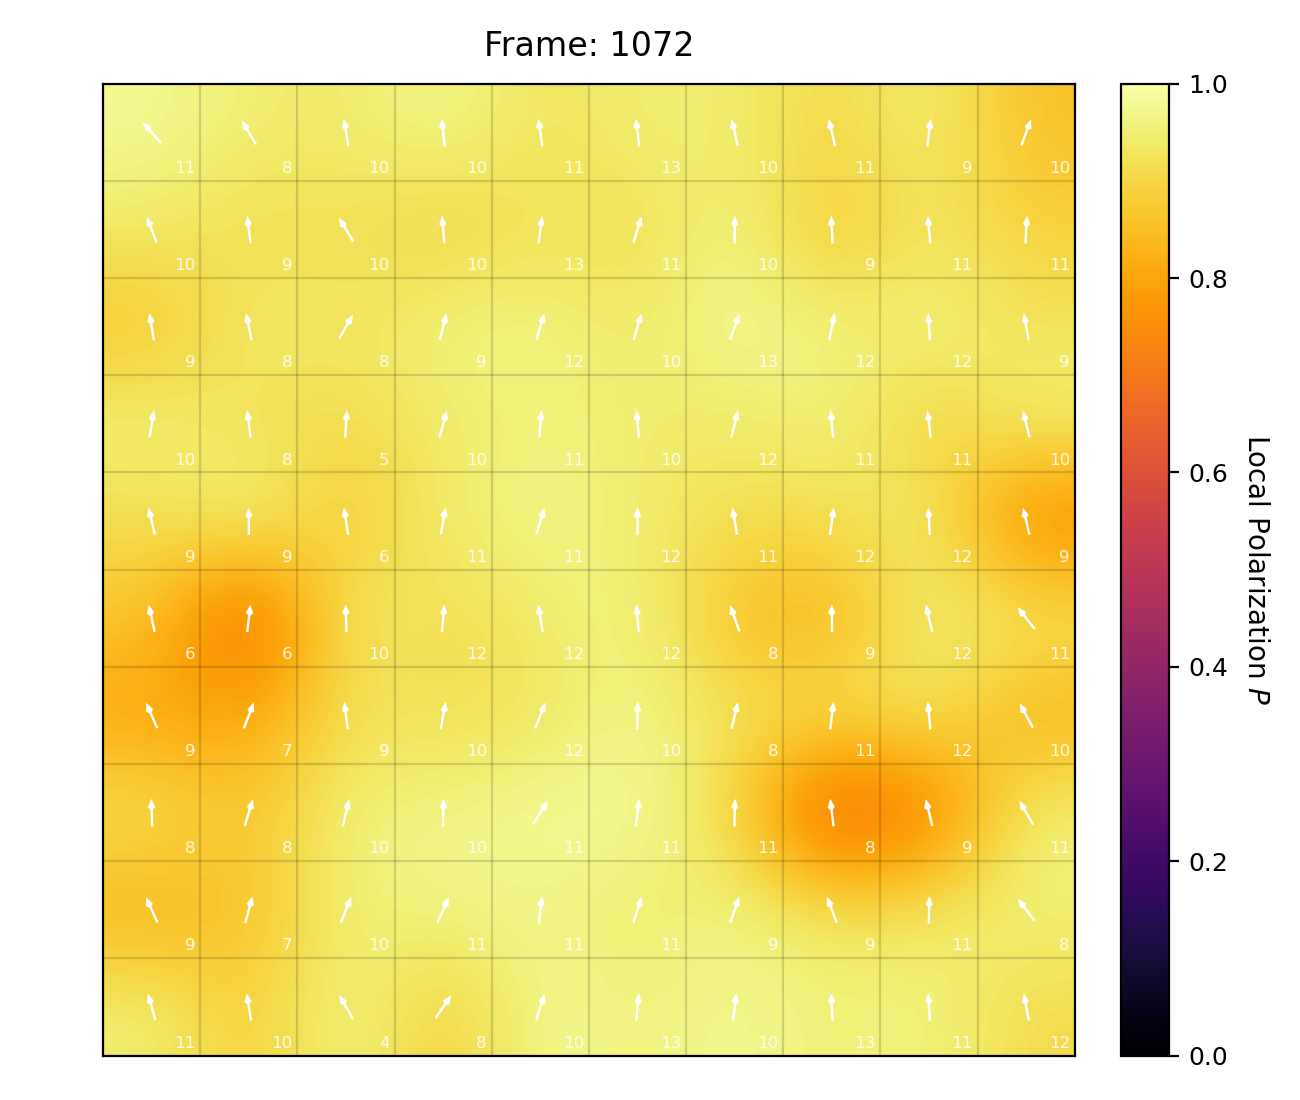 Frame: 1072
11 8 10 10 11 13 10 11 9 10
10 9 10 10 13 11 10 9 11 11
9 8 8 9 12 10 13 12 12 9
10 8 5 10 11 10 12 11 11 10
9 9 6 11 11 12 11 12 12 9
6 6 10 12 12 12 8 9 12 11
9 7 9 10 12 10 8 11 12 10
8 8 10 10 11 11 11 8 9 11
9 7 10 11 11 11 9 9 11 8
11 10 4 8 10 13 10 13 11 12
1.0
0.8
0.6
0.4
0.2
0.0
Local Polarization P